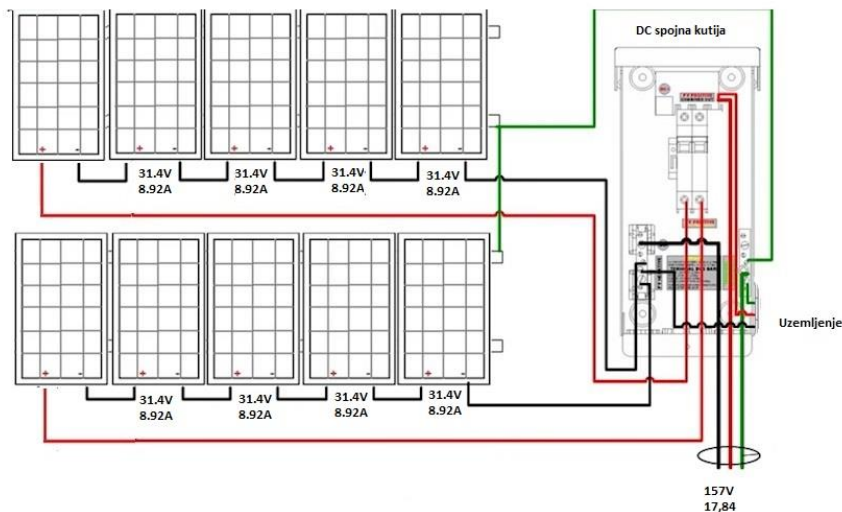 DC spojna kutija
+ -
31.4V 31.4V 31.4V 31.4V
8.92A 8.92A 8.92A 8.92A
Uzemljenje
+ -
31.4V 31.4V 31.4V 31.4V
8.92A 8.92A 8.92A 8.92A
157V
17,84